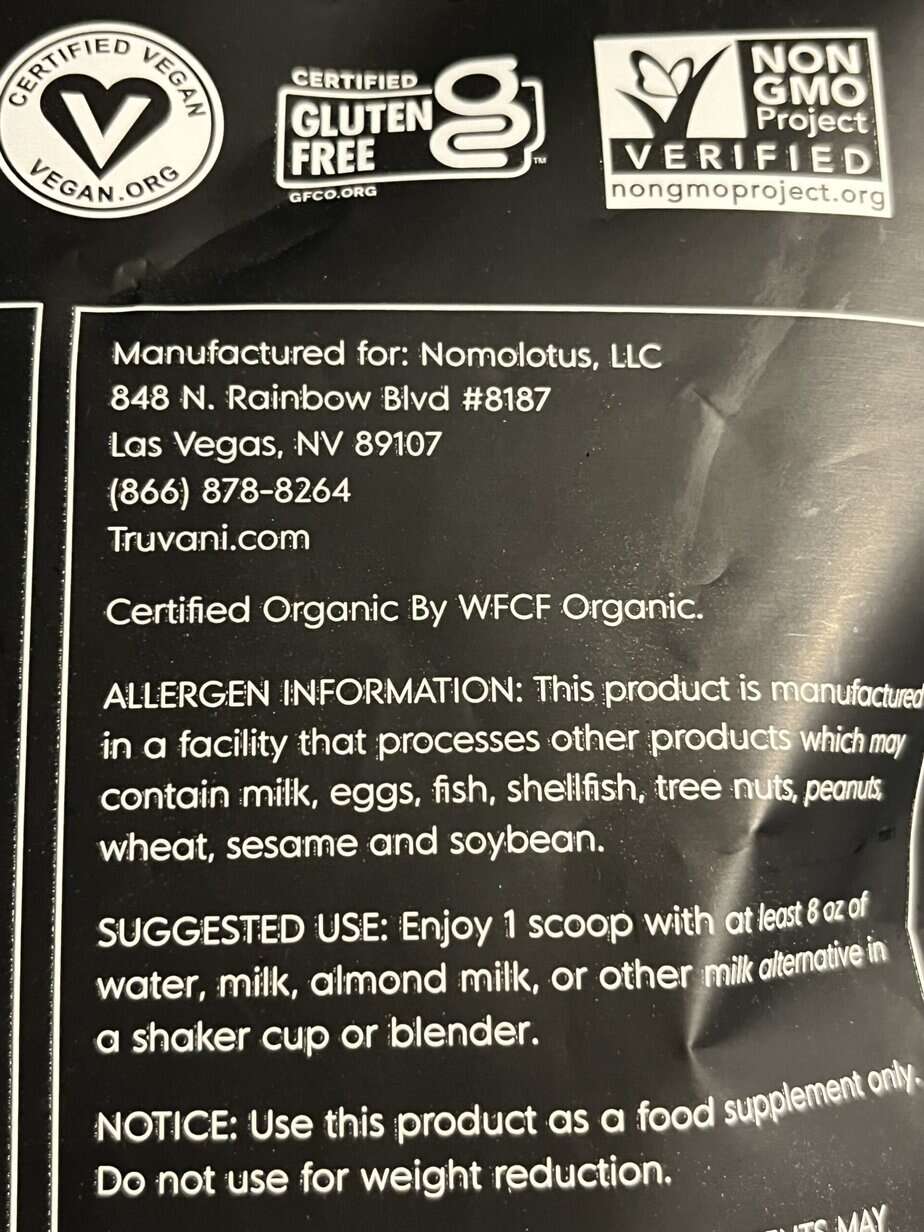 CERTIFIED VEGAN
V
VEGAN.ORG
CERTIFIED
GLUTEN
FREE
GFCO.ORG
TM
NON
GMO
Project
VERIFIED
nongmoproject.org
Manufactured for: Nomolotus, LLC
848 N. Rainbow Blvd #8187
Las Vegas, NV 89107
(866) 878-8264
Truvani.com
Certified Organic By WFCF Organic.
ALLERGEN INFORMATION: This product is manufactured
in a facility that processes other products which may
contain milk, eggs, fish, shellfish, tree nuts, peanuts,
wheat, sesame and soybean.
SUGGESTED USE: Enjoy 1 scoop with at least 8 oz of
water, milk, almond milk, or other milk alternative in
a shaker cup or blender.
NOTICE: Use this product as a food supplement only.
Do not use for weight reduction.
MAY